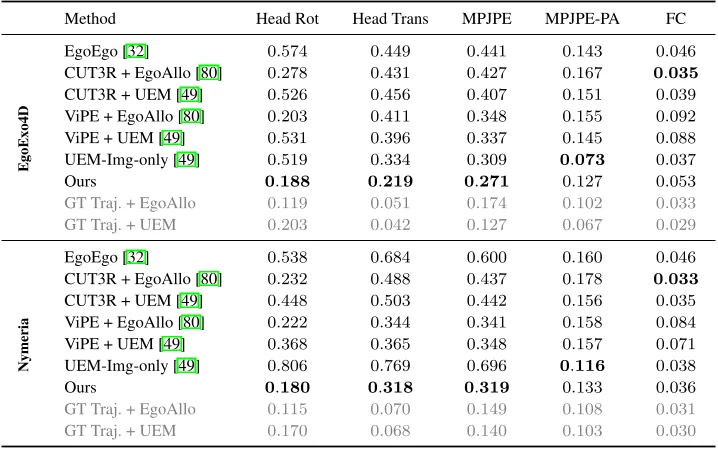 Method Head Rot Head Trans MPJPE MPJPE-PA FC
EgoExo4D
EgoEgo [32] 0.574 0.449 0.441 0.143 0.046
CUT3R + EgoAllo [80] 0.278 0.431 0.427 0.167 0.035
CUT3R + UEM [49] 0.526 0.456 0.407 0.151 0.039
ViPE + EgoAllo [80] 0.203 0.411 0.348 0.155 0.092
ViPE + UEM [49] 0.531 0.396 0.337 0.145 0.088
UEM-Img-only [49] 0.519 0.334 0.309 0.073 0.037
Ours 0.188 0.219 0.271 0.127 0.053
GT Traj. + EgoAllo 0.119 0.051 0.174 0.102 0.033
GT Traj. + UEM 0.203 0.042 0.127 0.067 0.029
Nymeria
EgoEgo [32] 0.538 0.684 0.600 0.160 0.046
CUT3R + EgoAllo [80] 0.232 0.488 0.437 0.178 0.033
CUT3R + UEM [49] 0.448 0.503 0.442 0.156 0.035
ViPE + EgoAllo [80] 0.222 0.344 0.341 0.158 0.084
ViPE + UEM [49] 0.368 0.365 0.348 0.157 0.071
UEM-Img-only [49] 0.806 0.769 0.696 0.116 0.038
Ours 0.180 0.318 0.319 0.133 0.036
GT Traj. + EgoAllo 0.115 0.070 0.149 0.108 0.031
GT Traj. + UEM 0.170 0.068 0.140 0.103 0.030